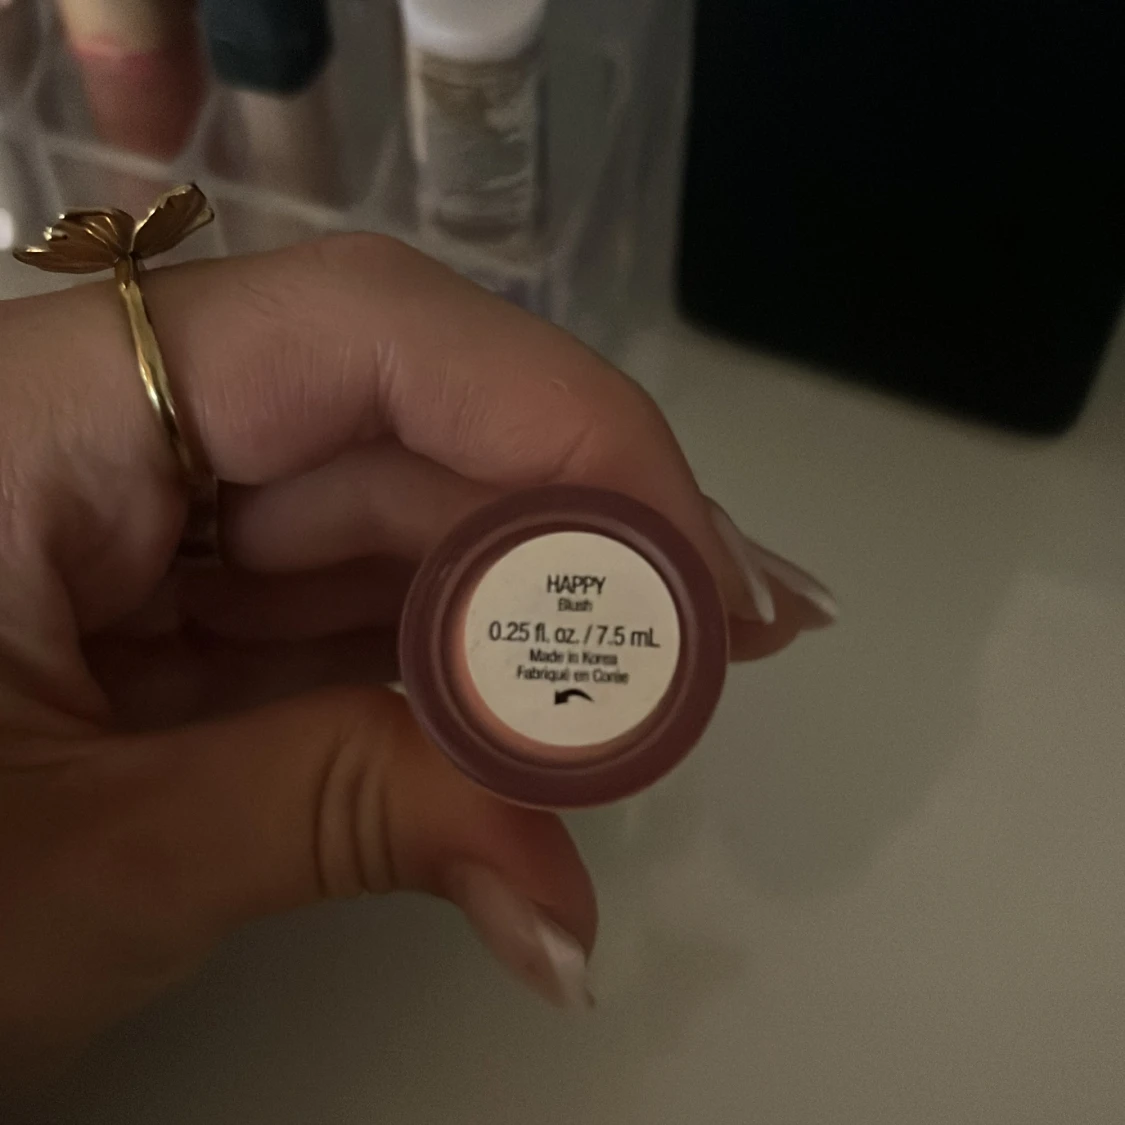 HAPPY
Blush
0.25 fl. oz. / 7.5 mL
Made in Korea
Fabriqué en Corée